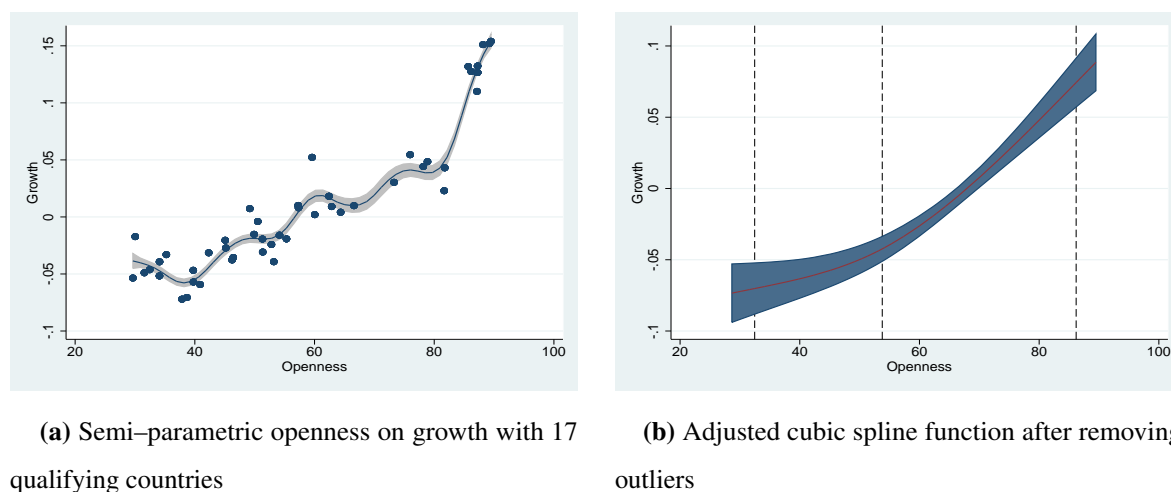 .15
.1
.05
0
-.05
-.1
Growth
20 40 60 80 100
Openness
(a) Semi–parametric openness on growth with 17
qualifying countries
.1
.05
0
-.05
-.1
Growth
20 40 60 80 100
Openness
(b) Adjusted cubic spline function after removing
outliers